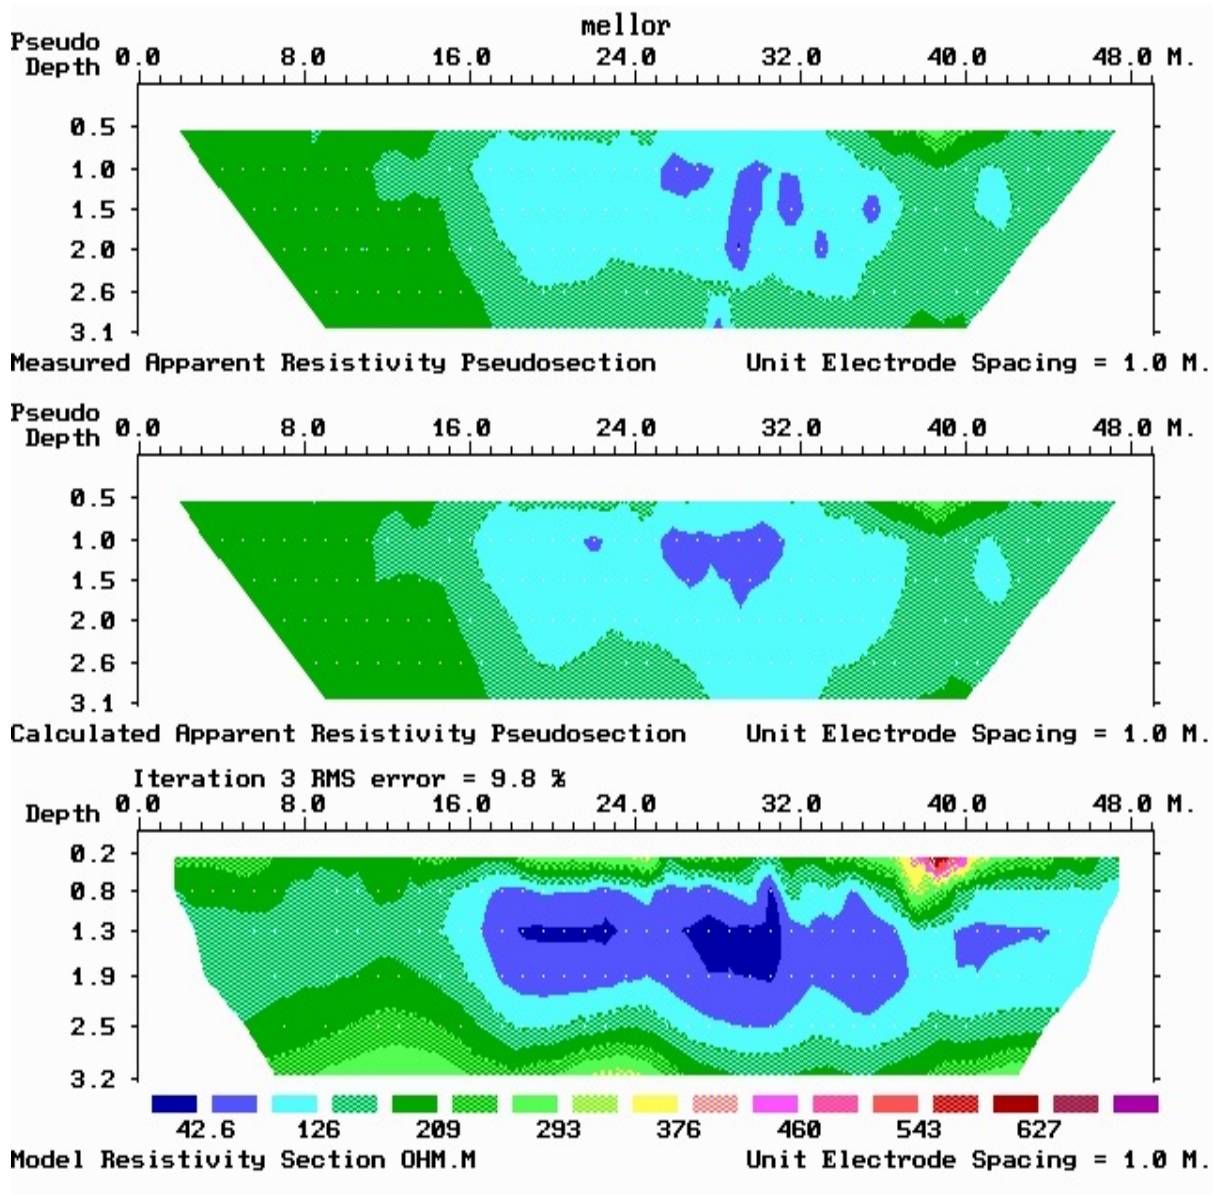 mellor
Pseudo
Depth 0.0 8.0 16.0 24.0 32.0 40.0 48.0 M.
0.5
1.0
1.5
2.0
2.6
3.1
Measured Apparent Resistivity Pseudosection Unit Electrode Spacing = 1.0 M.
Pseudo
Depth 0.0 8.0 16.0 24.0 32.0 40.0 48.0 M.
0.5
1.0
1.5
2.0
2.6
3.1
Calculated Apparent Resistivity Pseudosection Unit Electrode Spacing = 1.0 M.
Iteration 3 RMS error = 9.8 %
Depth 0.0 8.0 16.0 24.0 32.0 40.0 48.0 M.
0.2
0.8
1.3
1.9
2.5
3.2
42.6 126 209 293 376 460 543 627
Model Resistivity Section OHM.M Unit Electrode Spacing = 1.0 M.